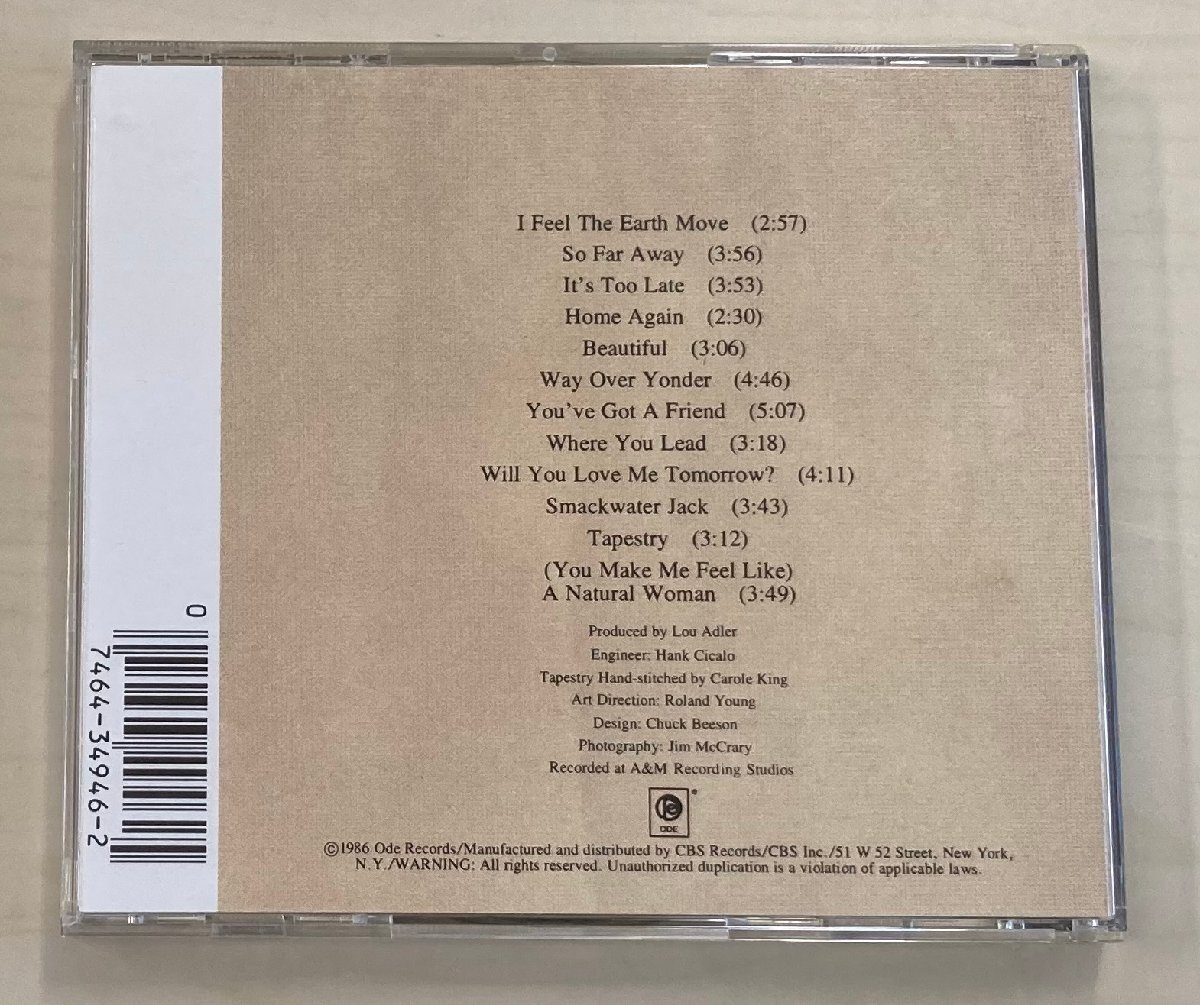 I Feel The Earth Move (2:57)
So Far Away (3:56)
It's Too Late (3:53)
Home Again (2:30)
Beautiful (3:06)
Way Over Yonder (4:46)
You've Got A Friend (5:07)
Where You Lead (3:18)
Will You Love Me Tomorrow? (4:11)
Smackwater Jack (3:43)
Tapestry (3:12)
(You Make Me Feel Like)
A Natural Woman (3:49)
Produced by Lou Adler
Engineer: Hank Cicalo
Tapestry Hand-stitched by Carole King
Art Direction: Roland Young
Design: Chuck Beeson
Photography: Jim McCrary
Recorded at A&M Recording Studios
ODE
©1986 Ode Records/Manufactured and distributed by CBS Records/CBS Inc./51 W 52 Street, New York,
N.Y./WARNING: All rights reserved. Unauthorized duplication is a violation of applicable laws.
0 7464-34946-2